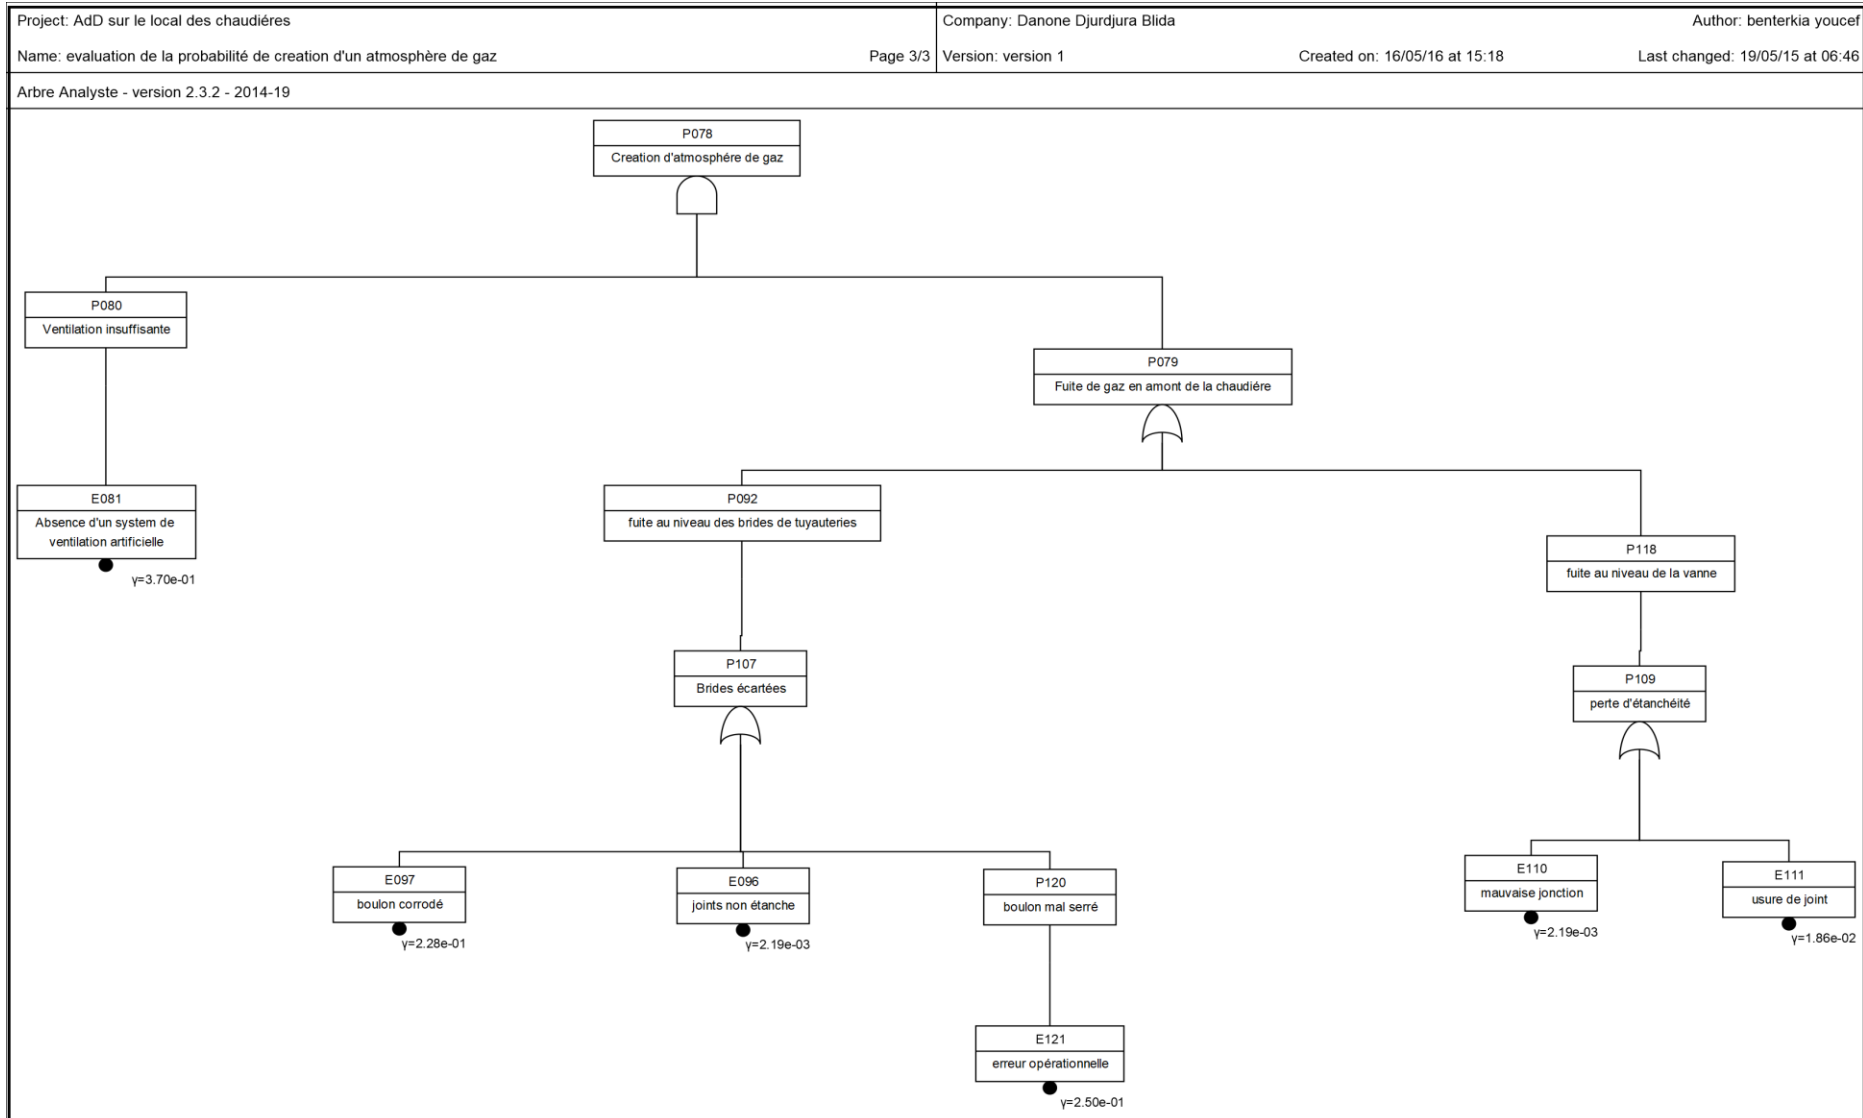 Project: AdD sur le local des chaudiéres
Company: Danone Djurdjura Blida
Author: benterkia youcef
Name: evaluation de la probabilité de creation d'un atmosphère de gaz
Page 3/3
Version: version 1
Created on: 16/05/16 at 15:18
Last changed: 19/05/15 at 06:46
Arbre Analyste - version 2.3.2 - 2014-19
P078
Creation d'atmosphére de gaz
P080
Ventilation insuffisante
P079
Fuite de gaz en amont de la chaudiére
E081
Absence d'un system de
ventilation artificielle
γ=3.70e-01
P092
fuite au niveau des brides de tuyauteries
P118
fuite au niveau de la vanne
P107
Brides écartées
P109
perte d'étanchéité
E097
boulon corrodé
γ=2.28e-01
E096
joints non étanche
γ=2.19e-03
P120
boulon mal serré
E110
mauvaise jonction
γ=2.19e-03
E111
usure de joint
γ=1.86e-02
E121
erreur opérationnelle
γ=2.50e-01